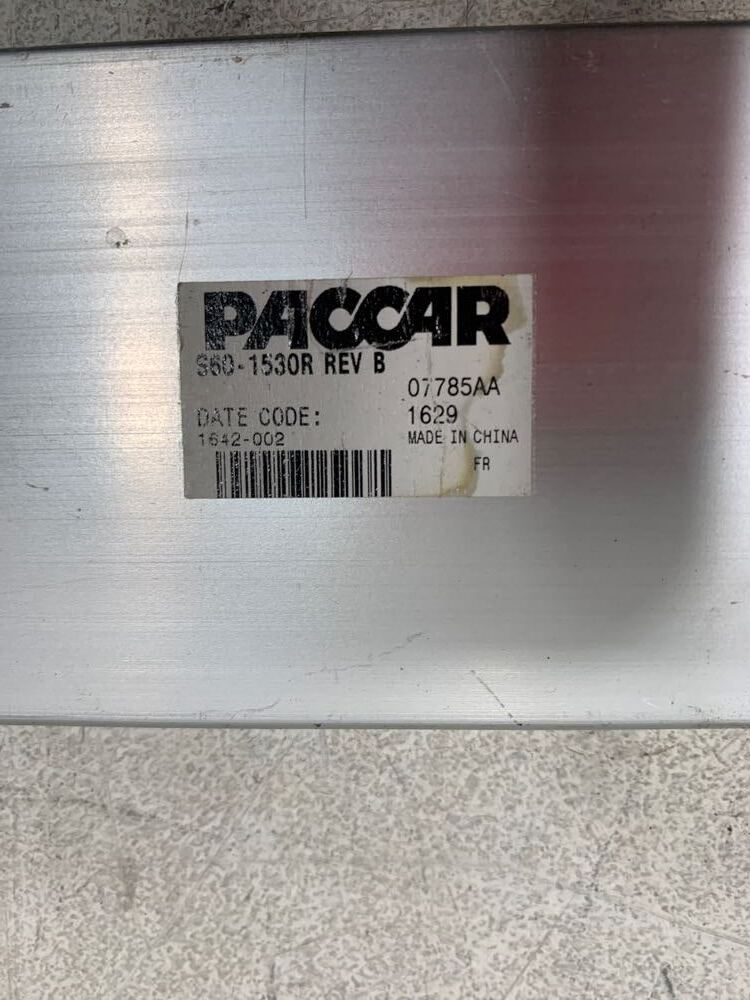 PACCAR
S60-1530R REV B
07785AA
DATE CODE: 1629
1642-002 MADE IN CHINA
FR